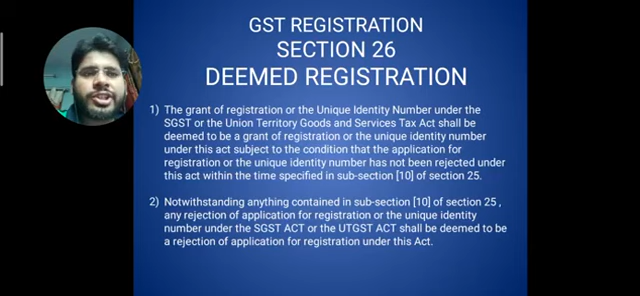 GST REGISTRATION
SECTION 26
DEEMED REGISTRATION
1) The grant of registration or the Unique Identity Number under the
SGST or the Union Territory Goods and Services Tax Act shall be
deemed to be a grant of registration or the unique identity number
under this act subject to the condition that the application for
registration or the unique identity number has not been rejected under
this act within the time specified in sub-section [10] of section 25.
2) Notwithstanding anything contained in sub-section [10] of section 25 ,
any rejection of application for registration or the unique identity
number under the SGST ACT or the UTGST ACT shall be deemed to be
a rejection of application for registration under this Act.